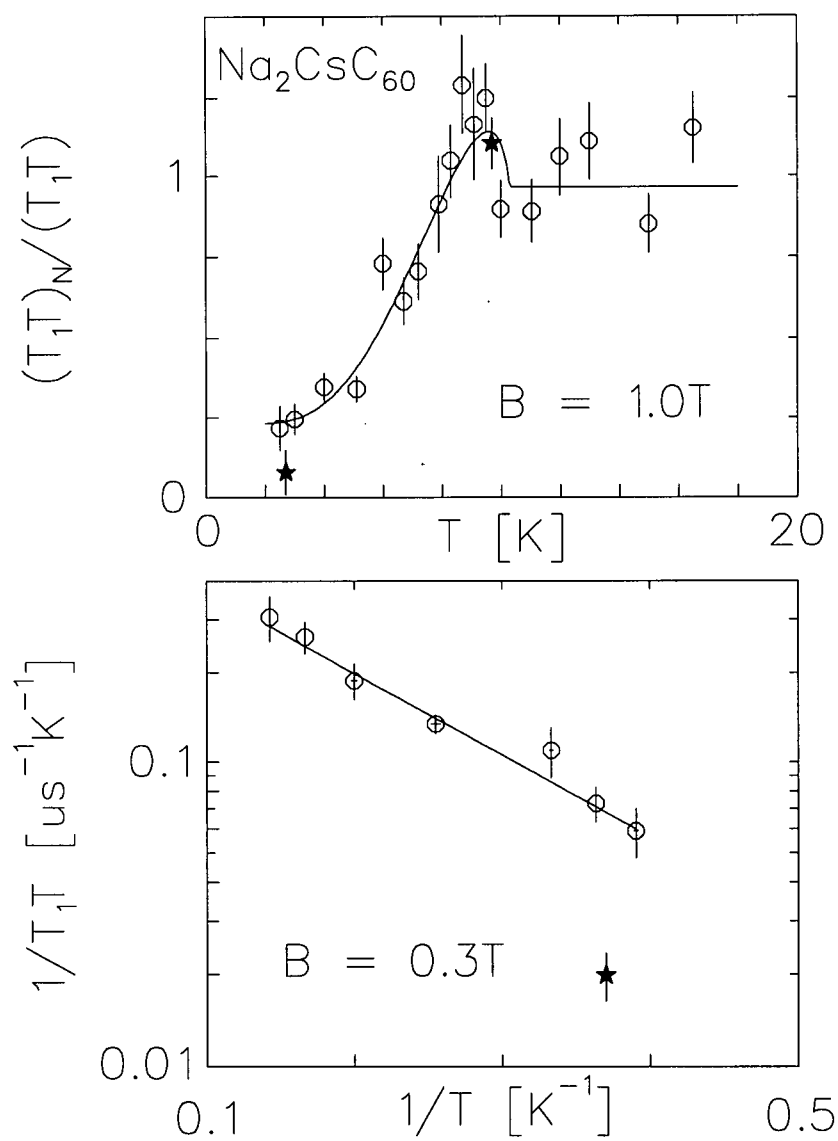 Na₂CsC₆₀
(T₁T)_N/(T₁T)
1
B = 1.0T
0
0
20
T [K]
1/T₁T [us⁻¹K⁻¹]
0.1
B = 0.3T
0.01
0.1
0.5
1/T [K⁻¹]